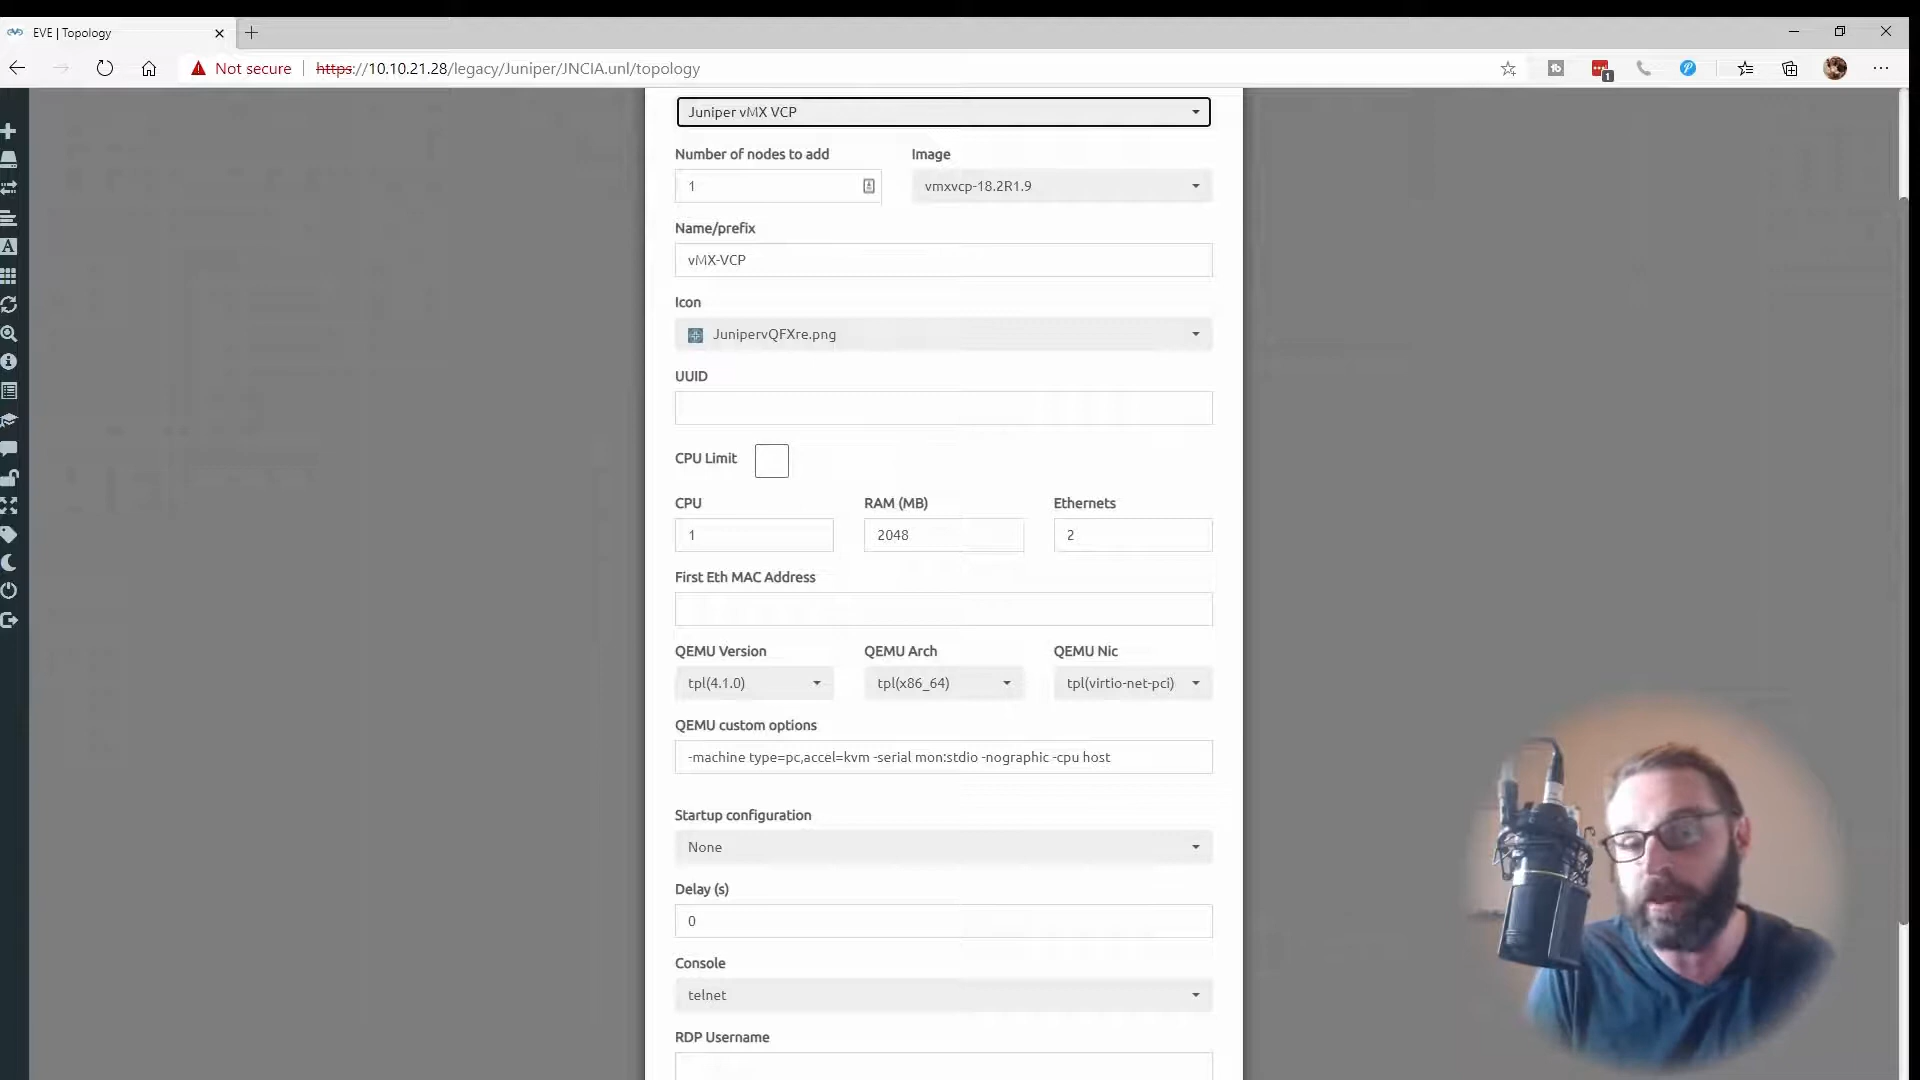 EVE | Topology
Not secure
https://10.10.21.28/legacy/Juniper/JNCIA.unl/topology
1
Juniper vMX VCP
Number of nodes to add
Image
1
vmxvcp-18.2R1.9
Name/prefix
vMX-VCP
Icon
JunipervQFXre.png
UUID
CPU Limit
CPU
RAM (MB)
Ethernets
1
2048
2
First Eth MAC Address
QEMU Version
QEMU Arch
QEMU Nic
tpl(4.1.0)
tpl(x86_64)
tpl(virtio-net-pci)
QEMU custom options
-machine type=pc,accel=kvm -serial mon:stdio -nographic -cpu host
Startup configuration
None
Delay (s)
0
Console
telnet
RDP Username